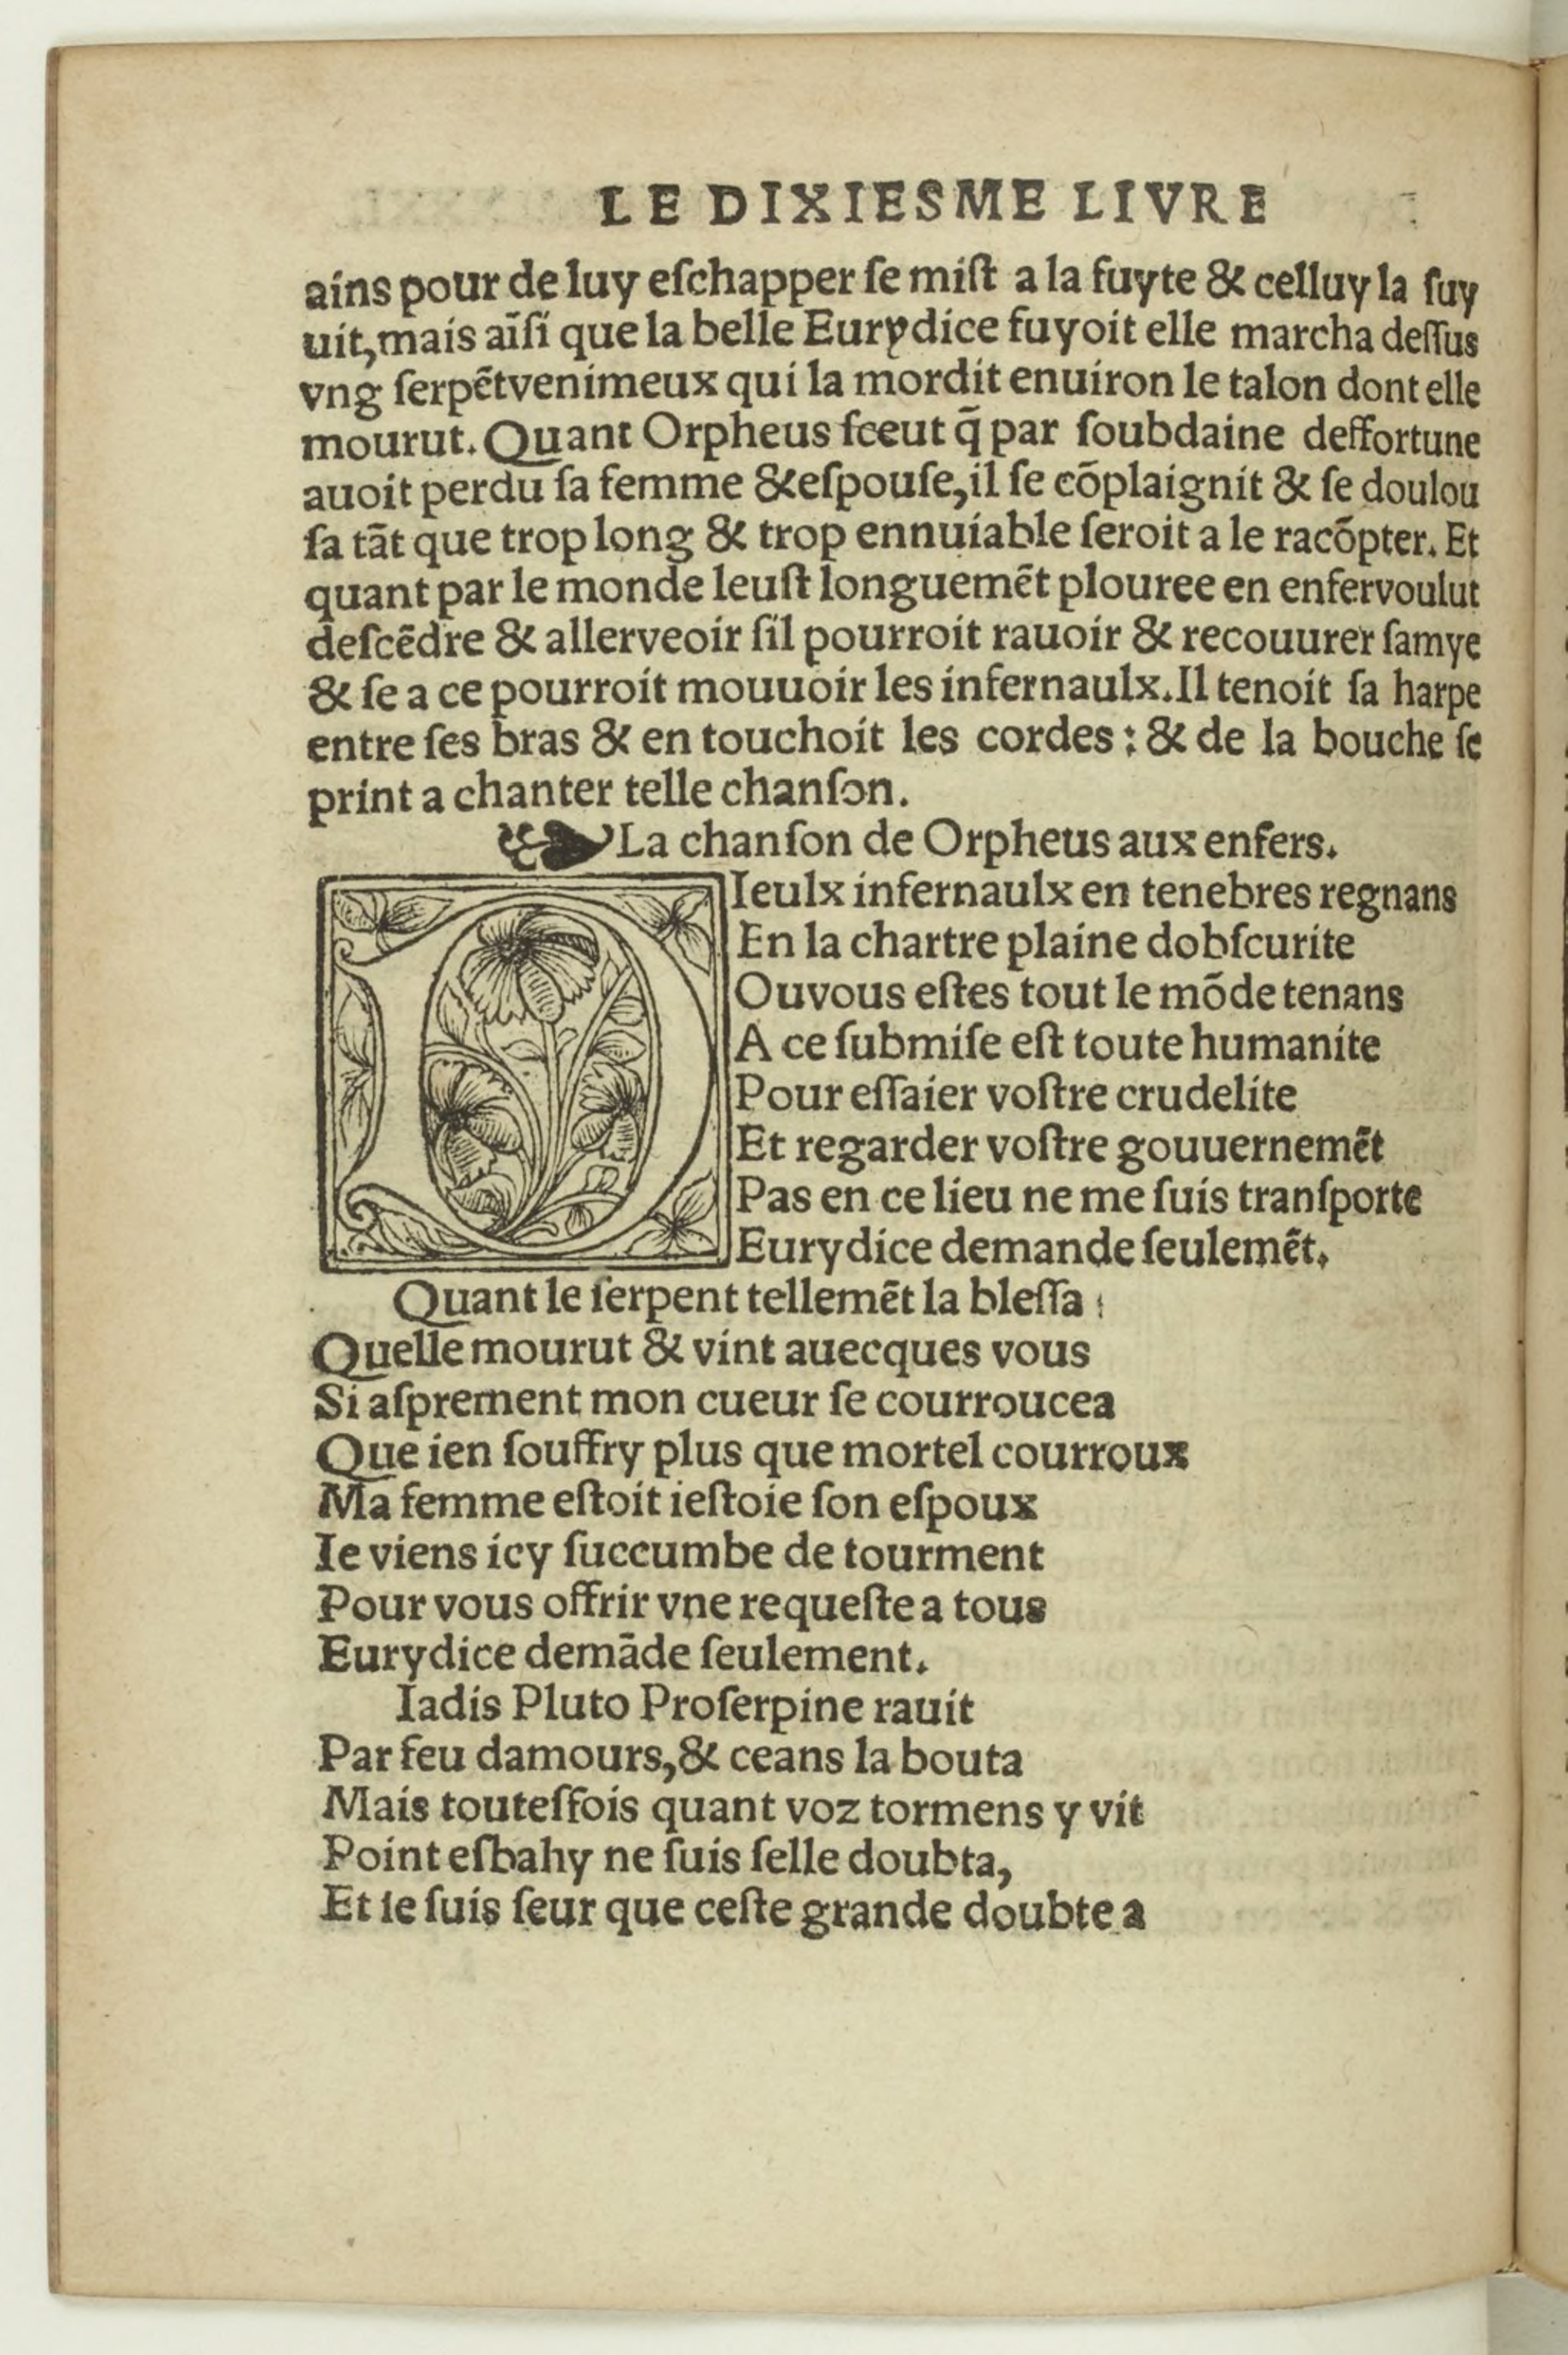 LE DIXIESME LIVRE
ains pour de luy eſchapper ſe miſt a la fuyte & celluy la ſuy
uit,mais aīſi que la belle Eurydice fuyoit elle marcha deſſus
vng ſerpētvenimeux qui la mordit enuiron le talon dont elle
mourut. Quant Orpheus ſceut q̄ par ſoubdaine deffortune
auoit perdu ſa femme &eſpouſe,il ſe cōplaignit & ſe doulou
ſa tāt que trop long & trop ennuiable ſeroit a le racōpter. Et
quant par le monde leuſt longuemēt plouree en enfervoulut
deſcēdre & allerveoir ſil pourroit rauoir & recouurer ſamye
& ſe a ce pourroit mouuoir les infernaulx.Il tenoit ſa harpe
entre ſes bras & en touchoit les cordes : & de la bouche ſe
print a chanter telle chanſon.
❧La chanſon de Orpheus aux enfers.
DIeulx infernaulx en tenebres regnans
En la chartre plaine dobſcurite
Ouvous eſtes tout le mōde tenans
A ce ſubmiſe eſt toute humanite
Pour eſſaier voſtre crudelite
Et regarder voſtre gouuernemēt
Pas en ce lieu ne me ſuis tranſporte
Eurydice demande ſeulemēt.
Quant le ſerpent tellemēt la bleſſa :
Quelle mourut & vint auecques vous
Si aſprement mon cueur ſe courroucea
Que ien ſouffry plus que mortel courroux
Ma femme eſtoit ieſtoie ſon eſpoux
Ie viens icy ſuccumbe de tourment
Pour vous offrir vne requeſte a tous
Eurydice demāde ſeulement.
Iadis Pluto Proſerpine rauit
Par feu damours,& ceans la bouta
Mais touteſfois quant voz tormens y vit
Point eſbahy ne ſuis ſelle doubta,
Et ie ſuis ſeur que ceſte grande doubte a